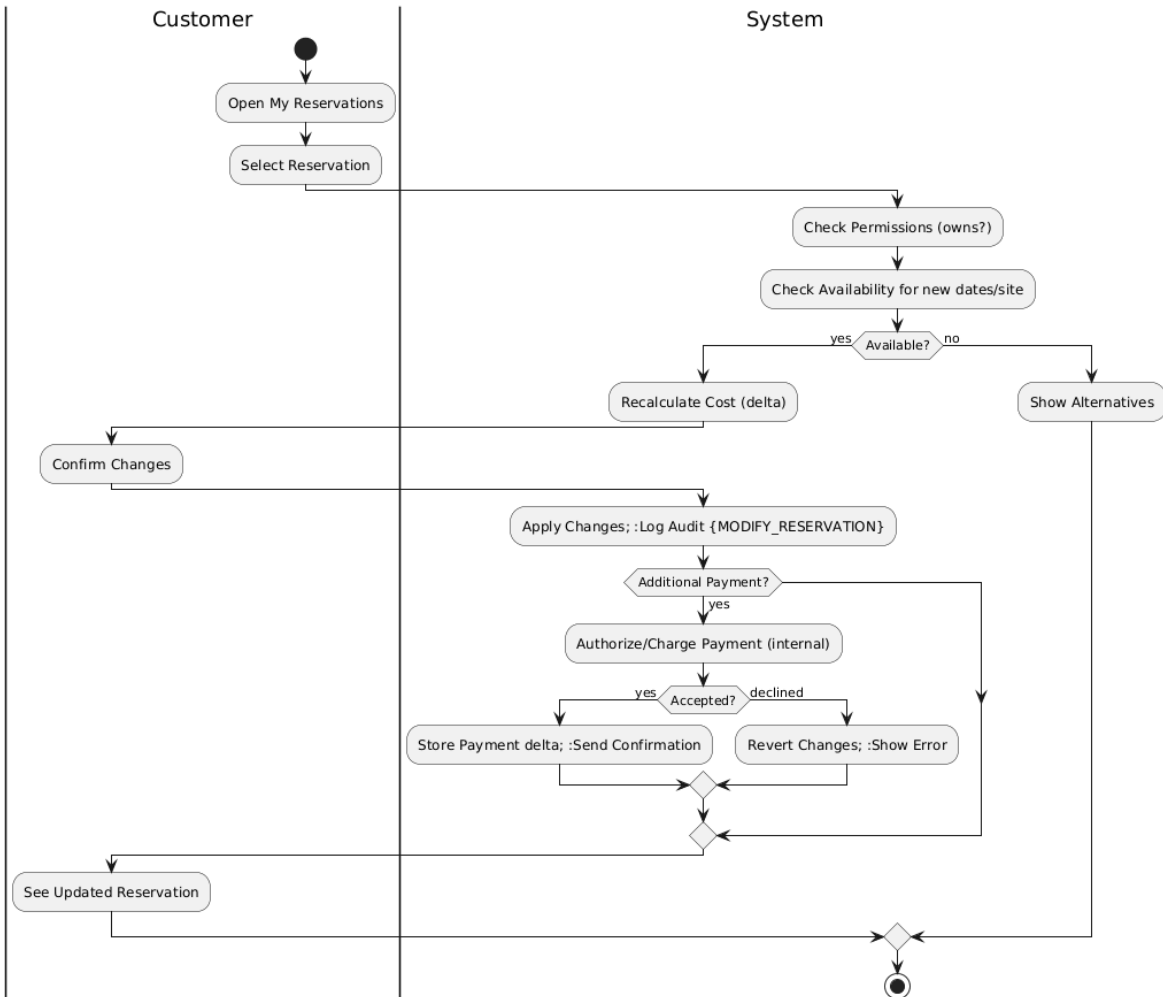 Customer
System
Open My Reservations
Select Reservation
Check Permissions (owns?)
Check Availability for new dates/site
yes
Available?
no
Recalculate Cost (delta)
Show Alternatives
Confirm Changes
Apply Changes; :Log Audit {MODIFY_RESERVATION}
Additional Payment?
yes
Authorize/Charge Payment (internal)
yes
Accepted?
declined
Store Payment delta; :Send Confirmation
Revert Changes; :Show Error
See Updated Reservation